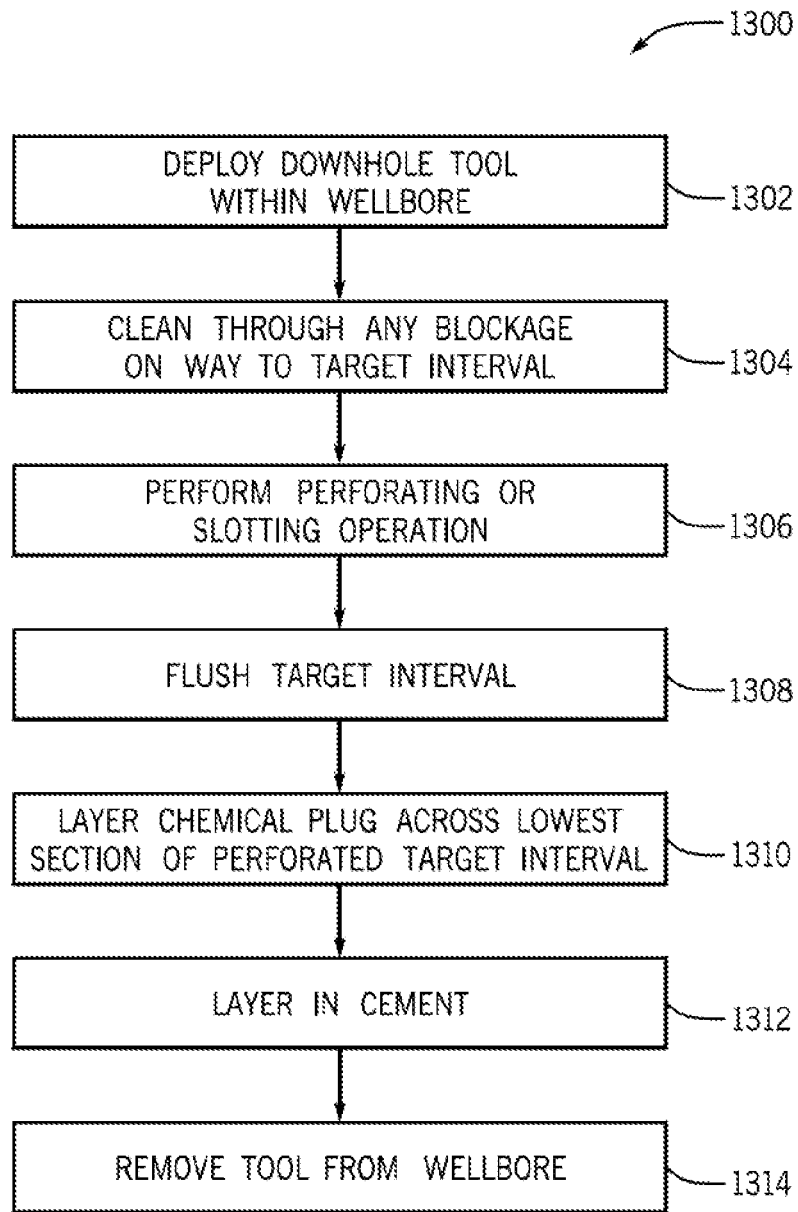 1300
DEPLOY DOWNHOLE TOOL
WITHIN WELLBORE
1302
CLEAN THROUGH ANY BLOCKAGE
ON WAY TO TARGET INTERVAL
1304
PERFORM PERFORATING OR
SLOTTING OPERATION
1306
FLUSH TARGET INTERVAL
1308
LAYER CHEMICAL PLUG ACROSS LOWEST
SECTION OF PERFORATED TARGET INTERVAL
1310
LAYER IN CEMENT
1312
REMOVE TOOL FROM WELLBORE
1314